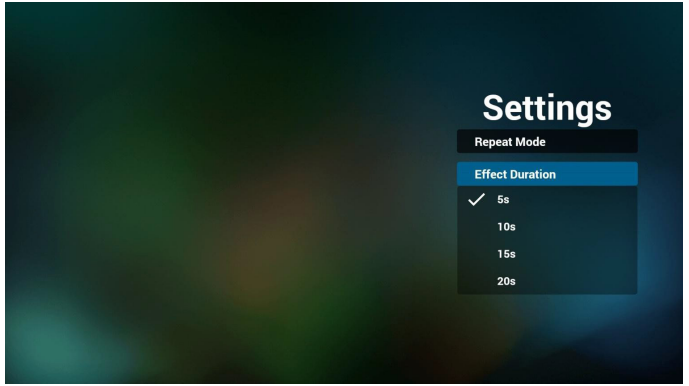 Settings
Repeat Mode
Effect Duration
5s
10s
15s
20s